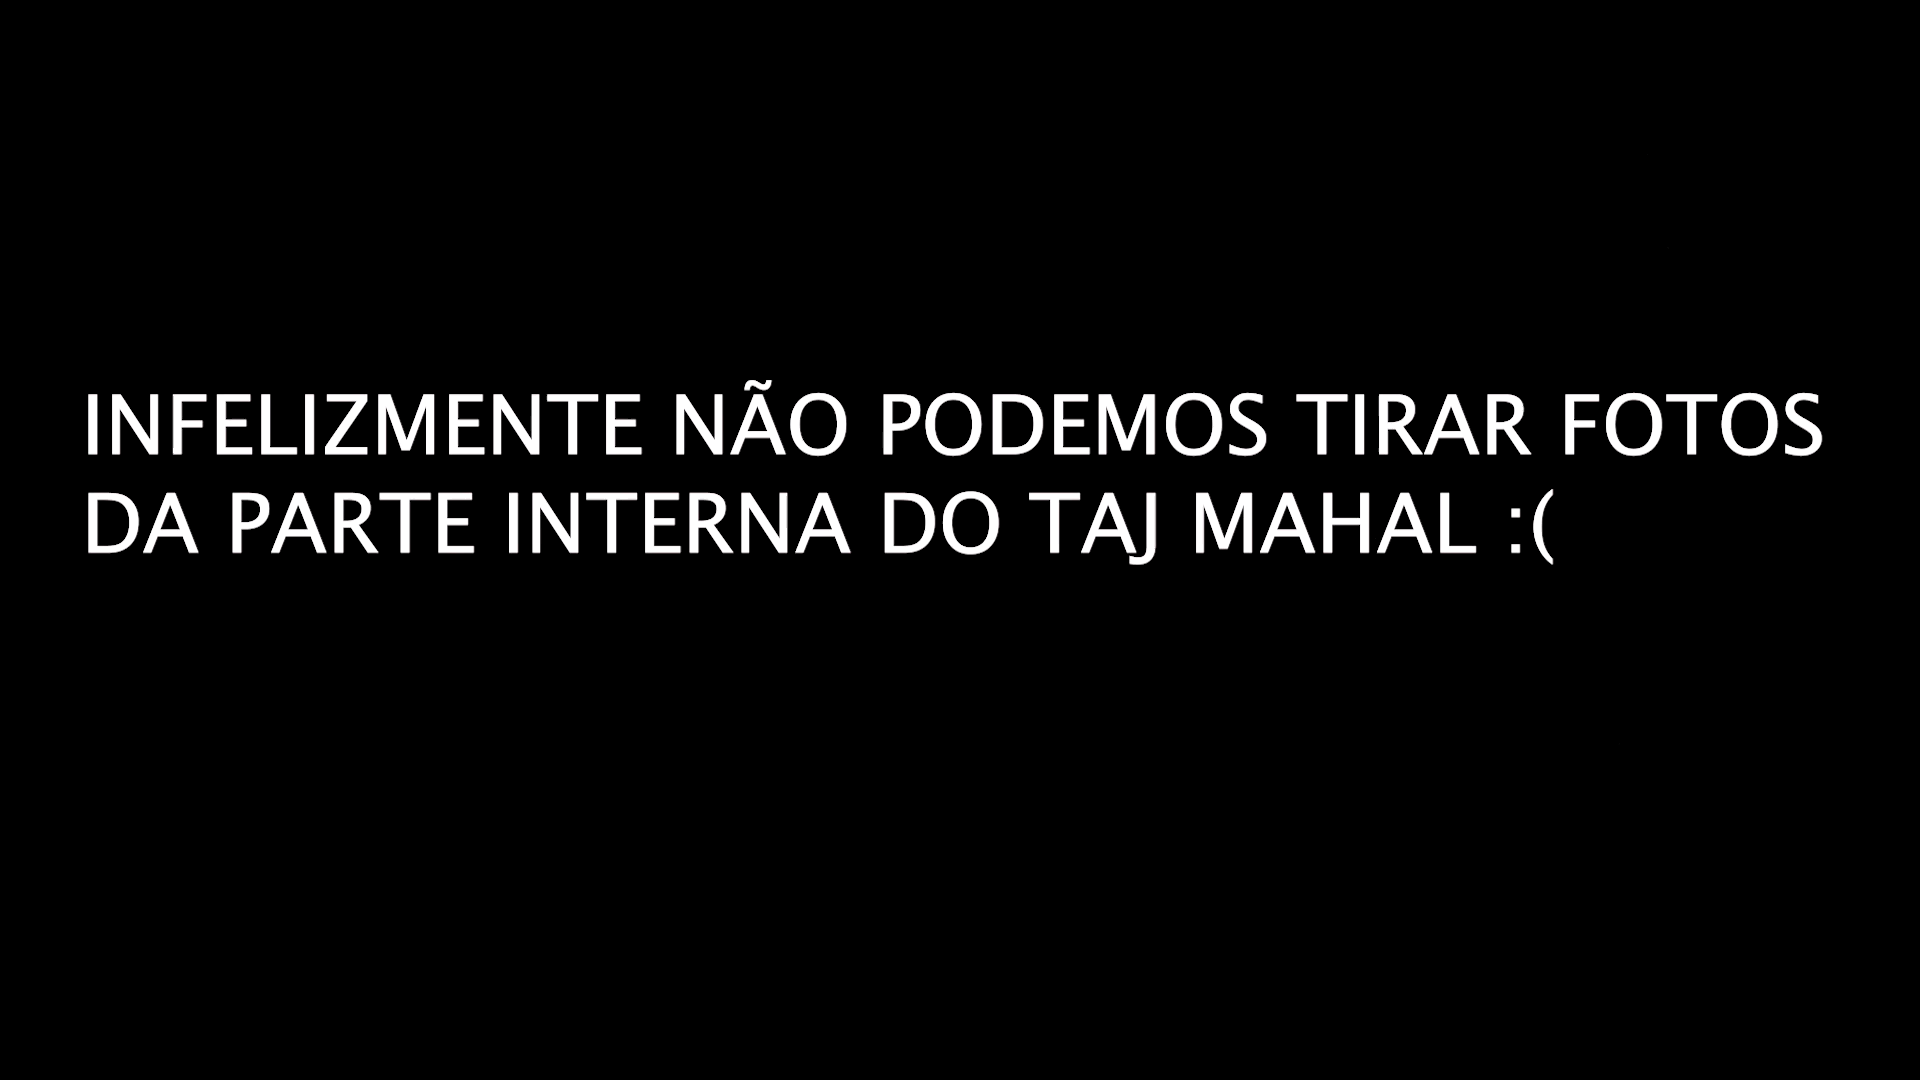 INFELIZMENTE NÃO PODEMOS TIRAR FOTOS
DA PARTE INTERNA DO TAJ MAHAL :(